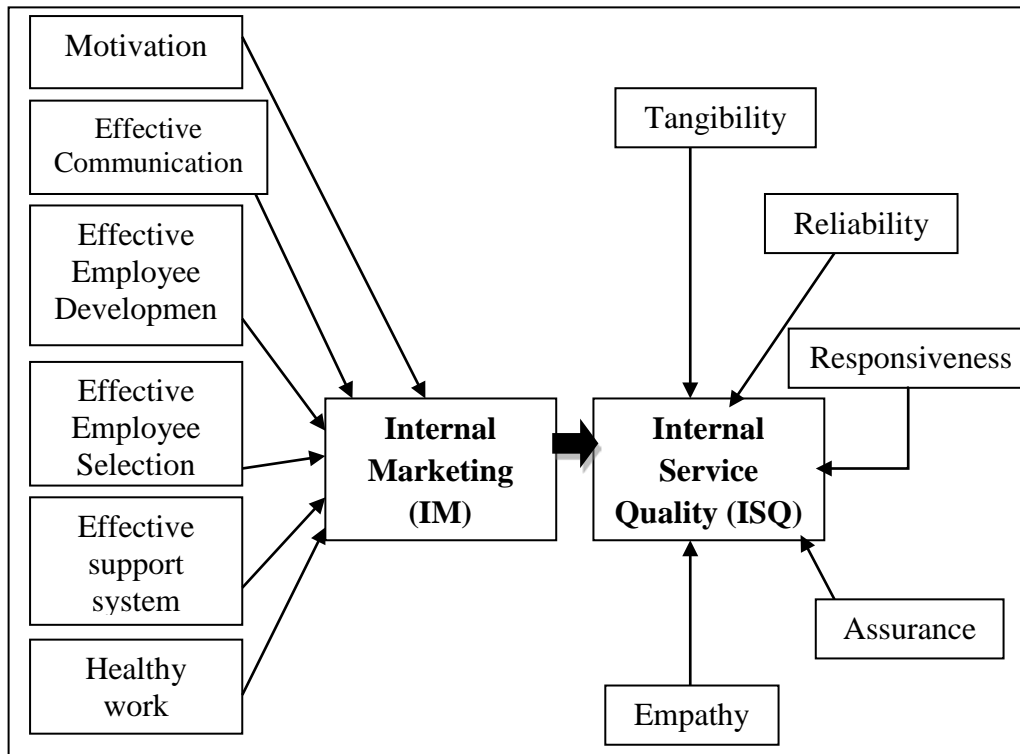 Motivation
Effective
Communication
Effective
Employee
Developmen
Effective
Employee
Selection
Effective
support
system
Healthy
work
Internal
Marketing
(IM)
Tangibility
Reliability
Responsiveness
Internal
Service
Quality (ISQ)
Assurance
Empathy